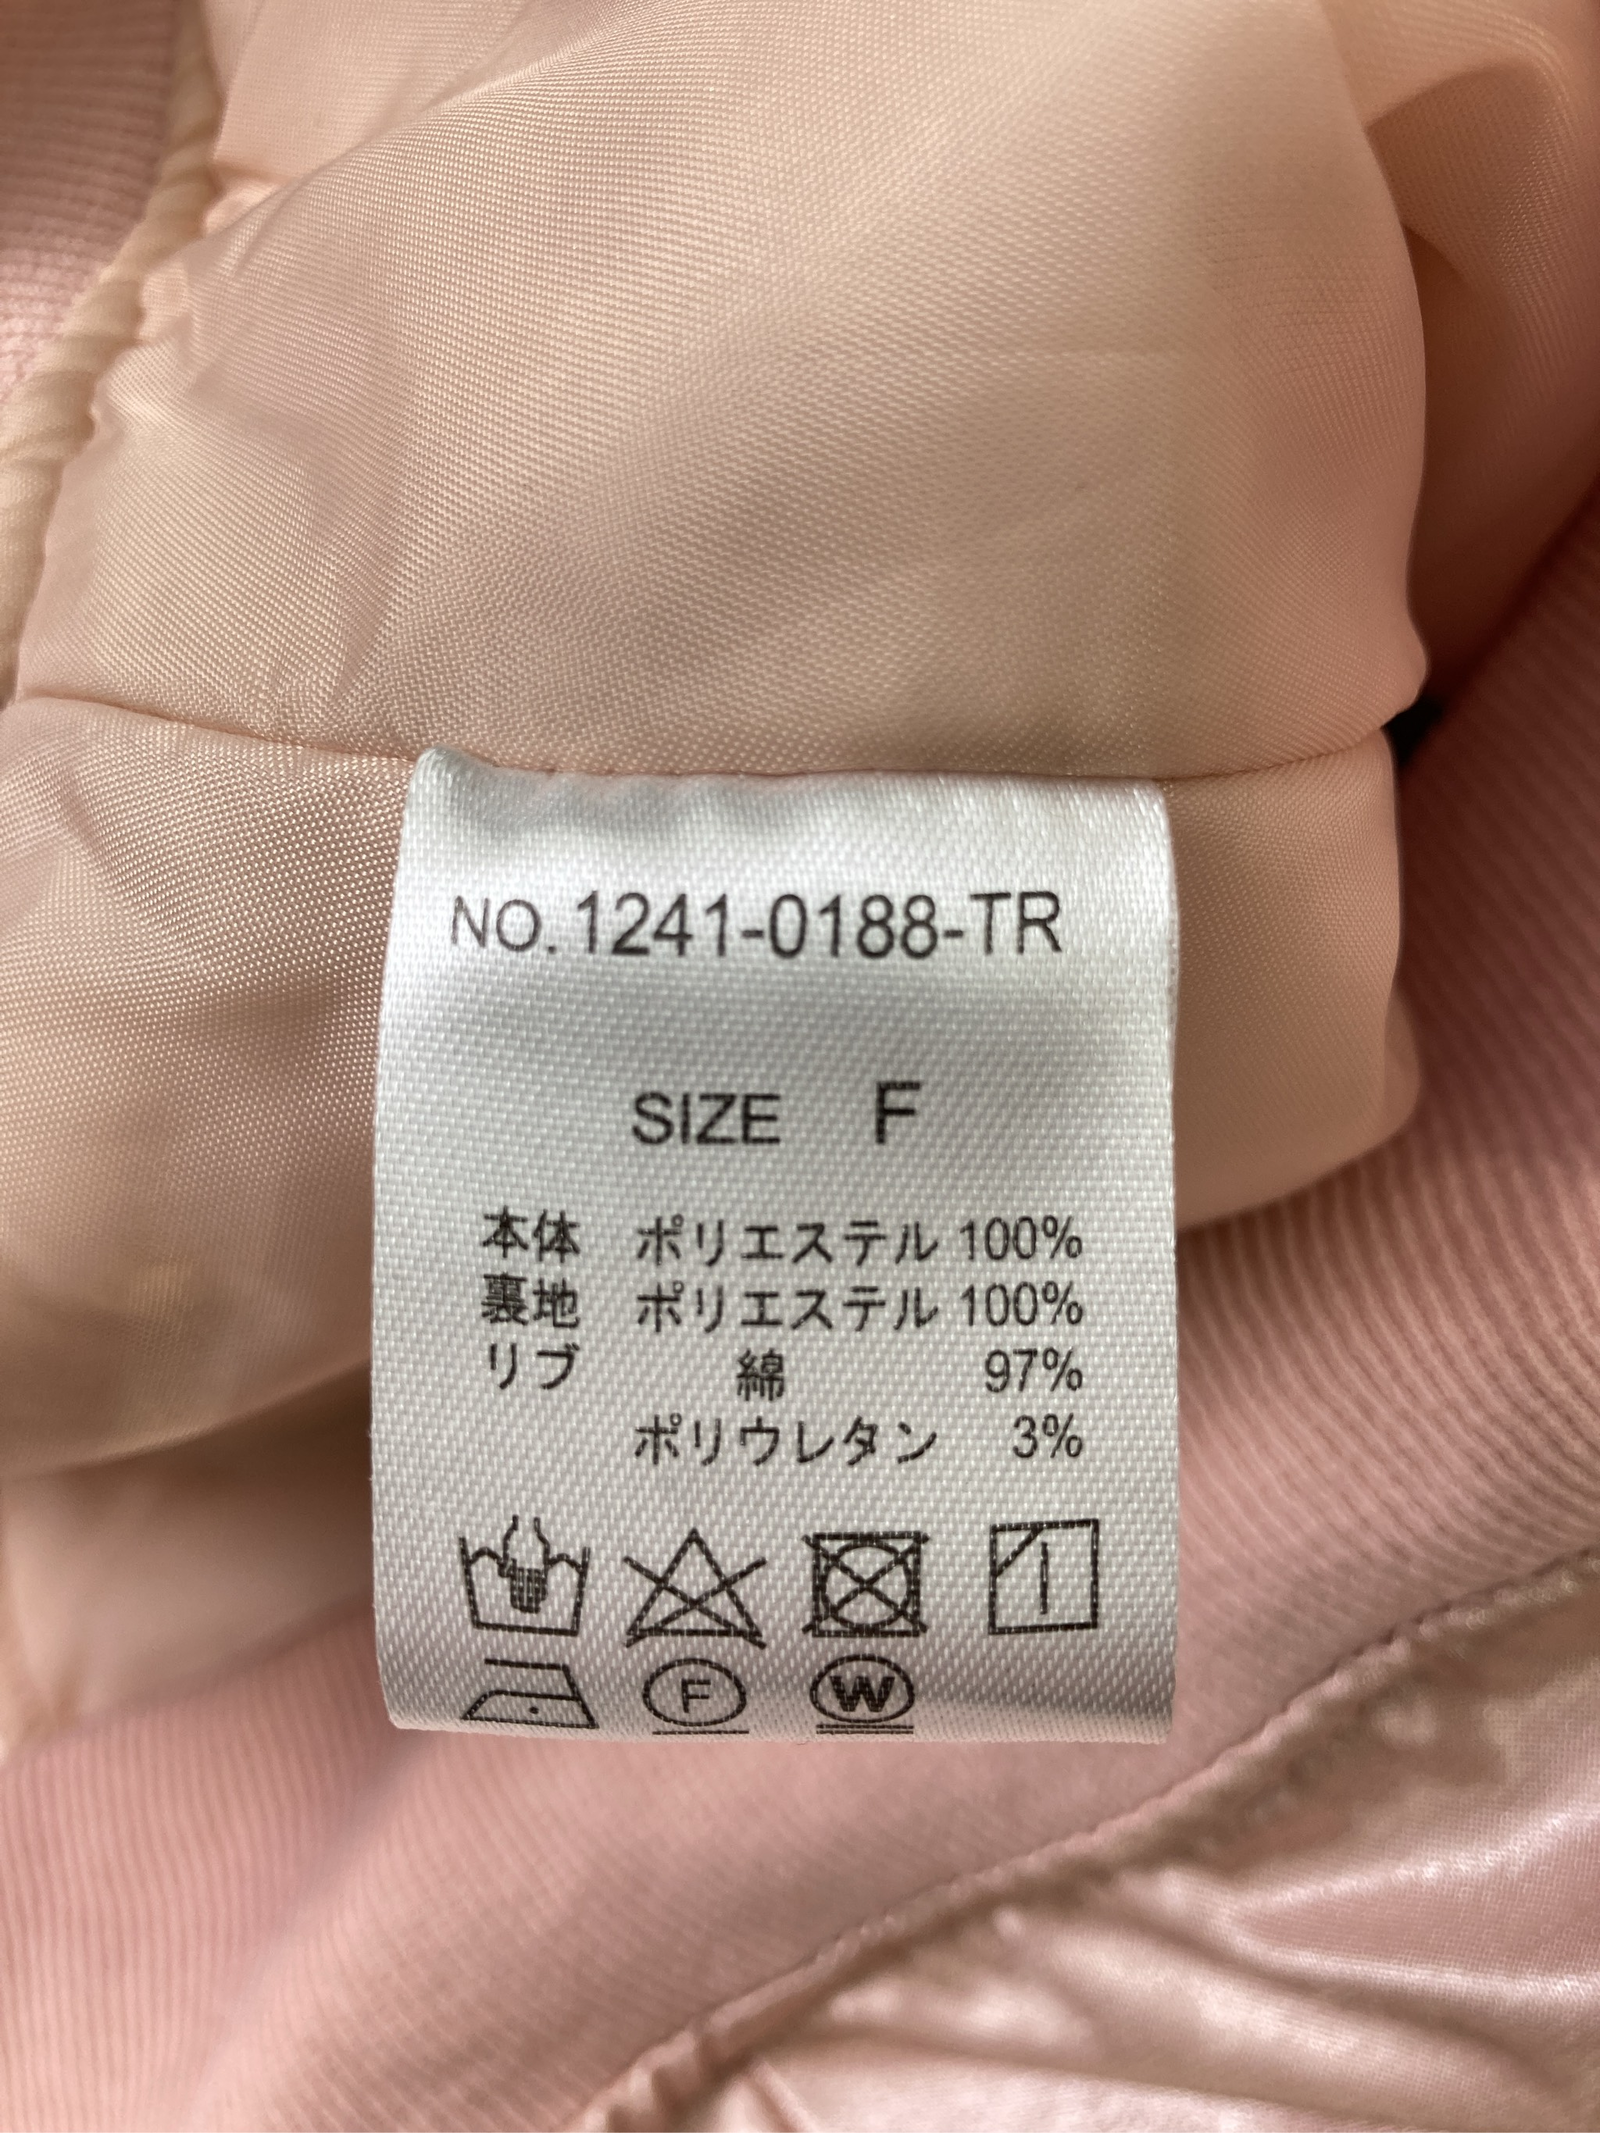 NO.1241-0188-TR
SIZE F
本体 ポリエステル 100%
裏地 ポリエステル 100%
リブ 綿 97%
ポリウレタン 3%
F W